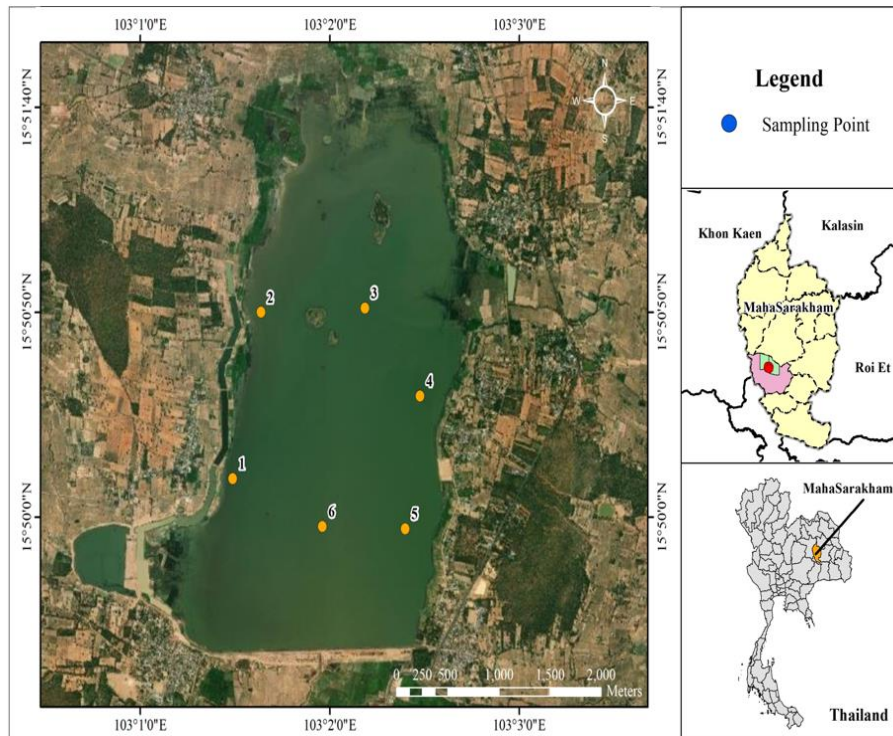 103°1'0"E 103°2'0"E 103°3'0"E
15°51'40"N
15°50'50"N
15°50'0"N
15°51'40"N
15°50'50"N
15°50'0"N
N
W E
S
2
3
4
1
6
5
0 250 500 1,000 1,500 2,000
Meters
103°1'0"E 103°2'0"E 103°3'0"E
Legend
Sampling Point
Khon Kaen
Kalasin
MahaSarakham
Roi Et
MahaSarakham
Thailand